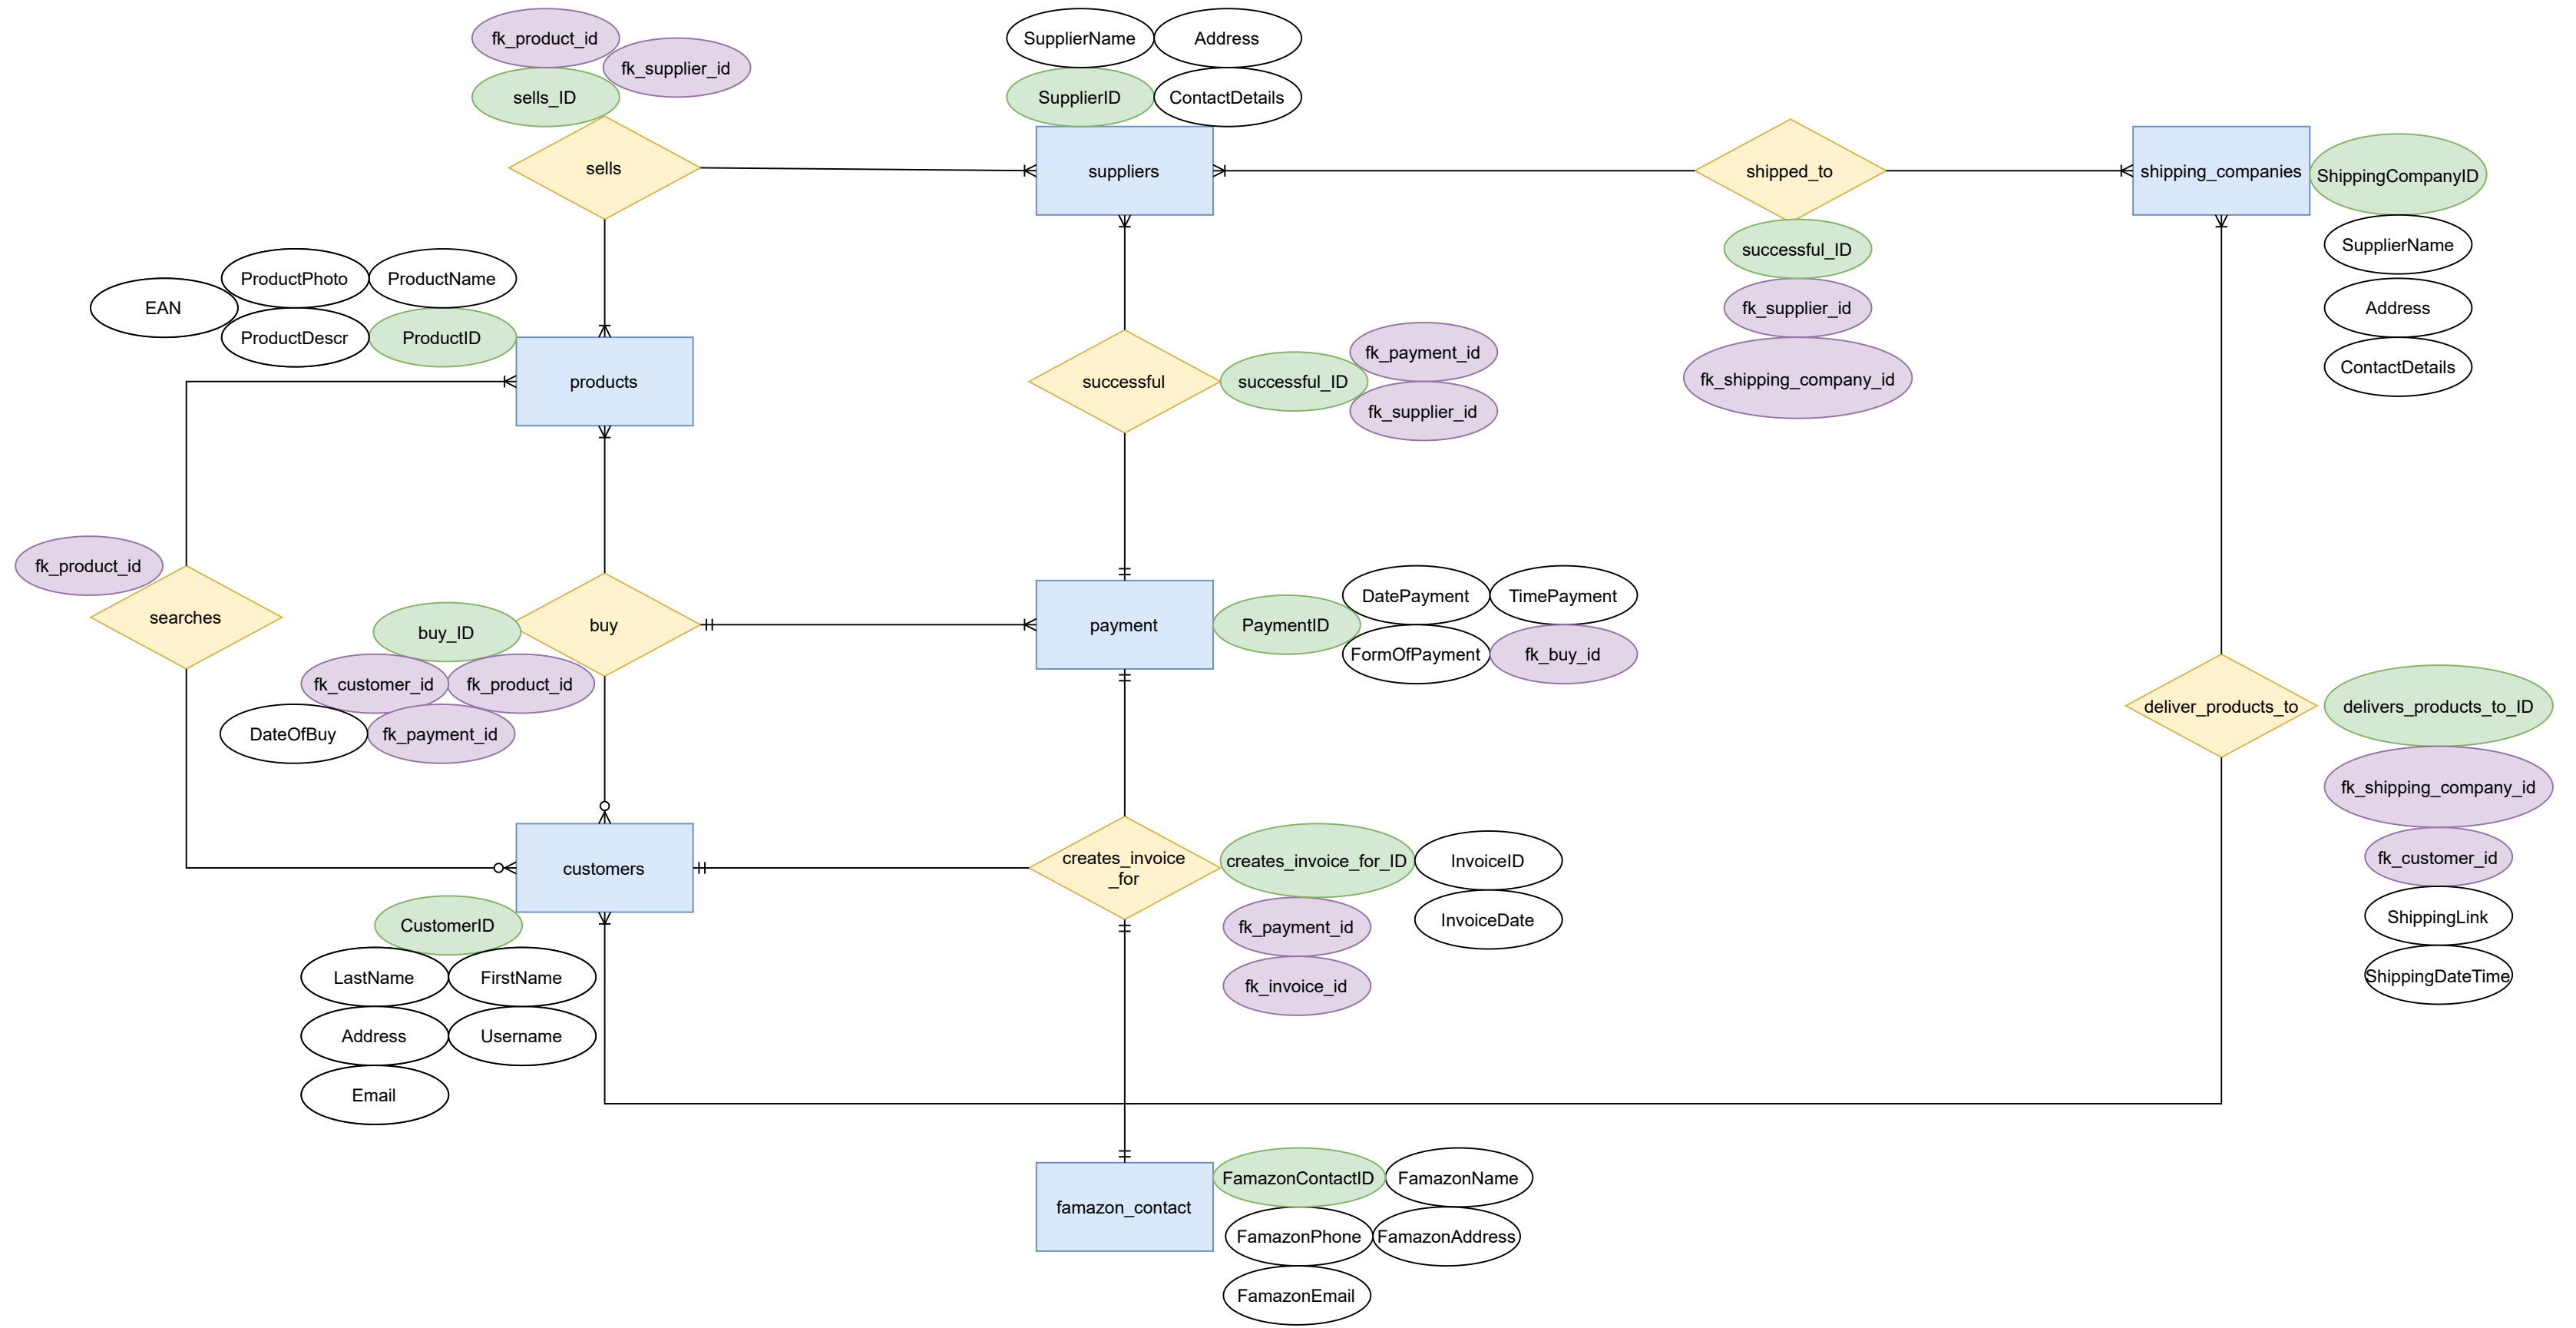 fk_product_id
fk_supplier_id
sells_ID
sells
SupplierName
Address
SupplierID
ContactDetails
suppliers
shipped_to
shipping_companies
ShippingCompanyID
SupplierName
Address
ContactDetails
successful_ID
fk_supplier_id
fk_shipping_company_id
ProductPhoto
ProductName
EAN
ProductDescr
ProductID
products
successful
successful_ID
fk_payment_id
fk_supplier_id
fk_product_id
searches
buy_ID
buy
fk_customer_id
fk_product_id
DateOfBuy
fk_payment_id
payment
PaymentID
DatePayment
TimePayment
FormOfPayment
fk_buy_id
deliver_products_to
delivers_products_to_ID
fk_shipping_company_id
fk_customer_id
ShippingLink
ShippingDateTime
customers
CustomerID
LastName
FirstName
Address
Username
Email
creates_invoice
_for
creates_invoice_for_ID
InvoiceID
InvoiceDate
fk_payment_id
fk_invoice_id
famazon_contact
FamazonContactID
FamazonName
FamazonPhone
FamazonAddress
FamazonEmail